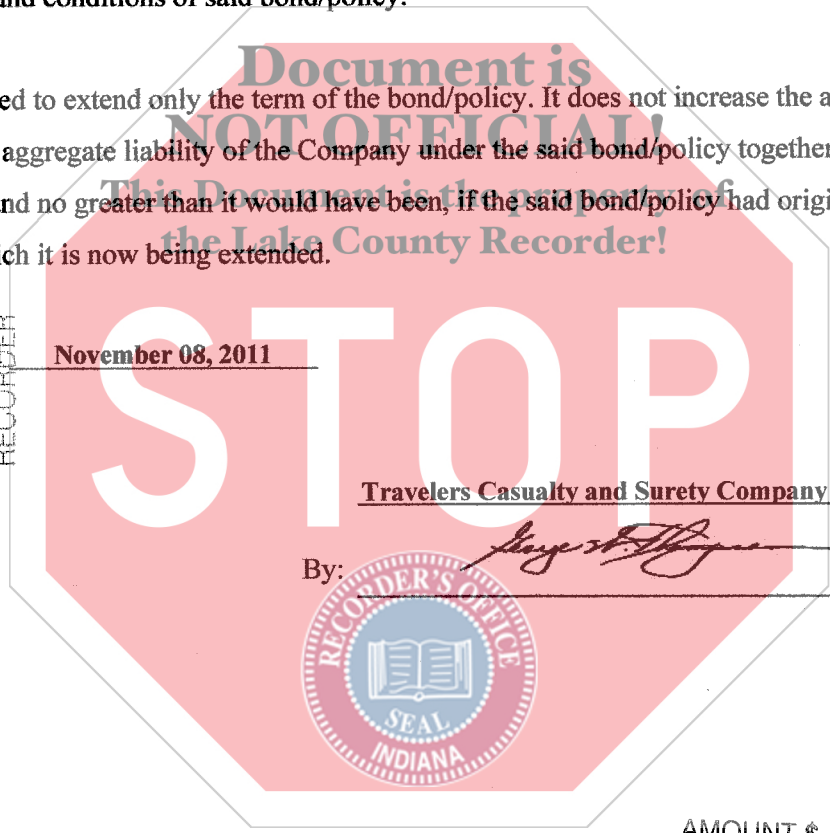 and conditions of said bond/policy.
Document is
ed to extend only the term of the bond/policy. It does not increase the a
NOT OFFICIAL!
aggregate liability of the Company under the said bond/policy together
This Document is the property of
nd no greater than it would have been, if the said bond/policy had origi
the Lake County Recorder!
ch it is now being extended.
RECORDER
November 08, 2011
STOP
Travelers Casualty and Surety Company
By:
RECORDER'S OFFICE
SEAL
INDIANA
AMOUNT $